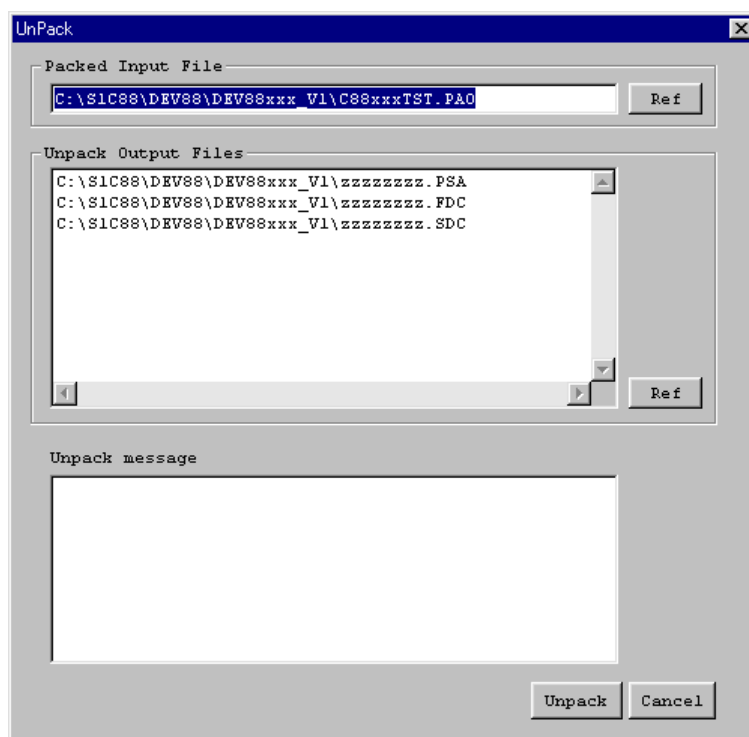 UnPack
Packed Input File
C:\S1C88\DEV88\DEV88xxx_V1\C88xxxTST.PA0
Ref
Unpack Output Files
C:\S1C88\DEV88\DEV88xxx_V1\zzzzzzzz.PSA
C:\S1C88\DEV88\DEV88xxx_V1\zzzzzzzz.FDC
C:\S1C88\DEV88\DEV88xxx_V1\zzzzzzzz.SDC
Ref
Unpack message
Unpack
Cancel